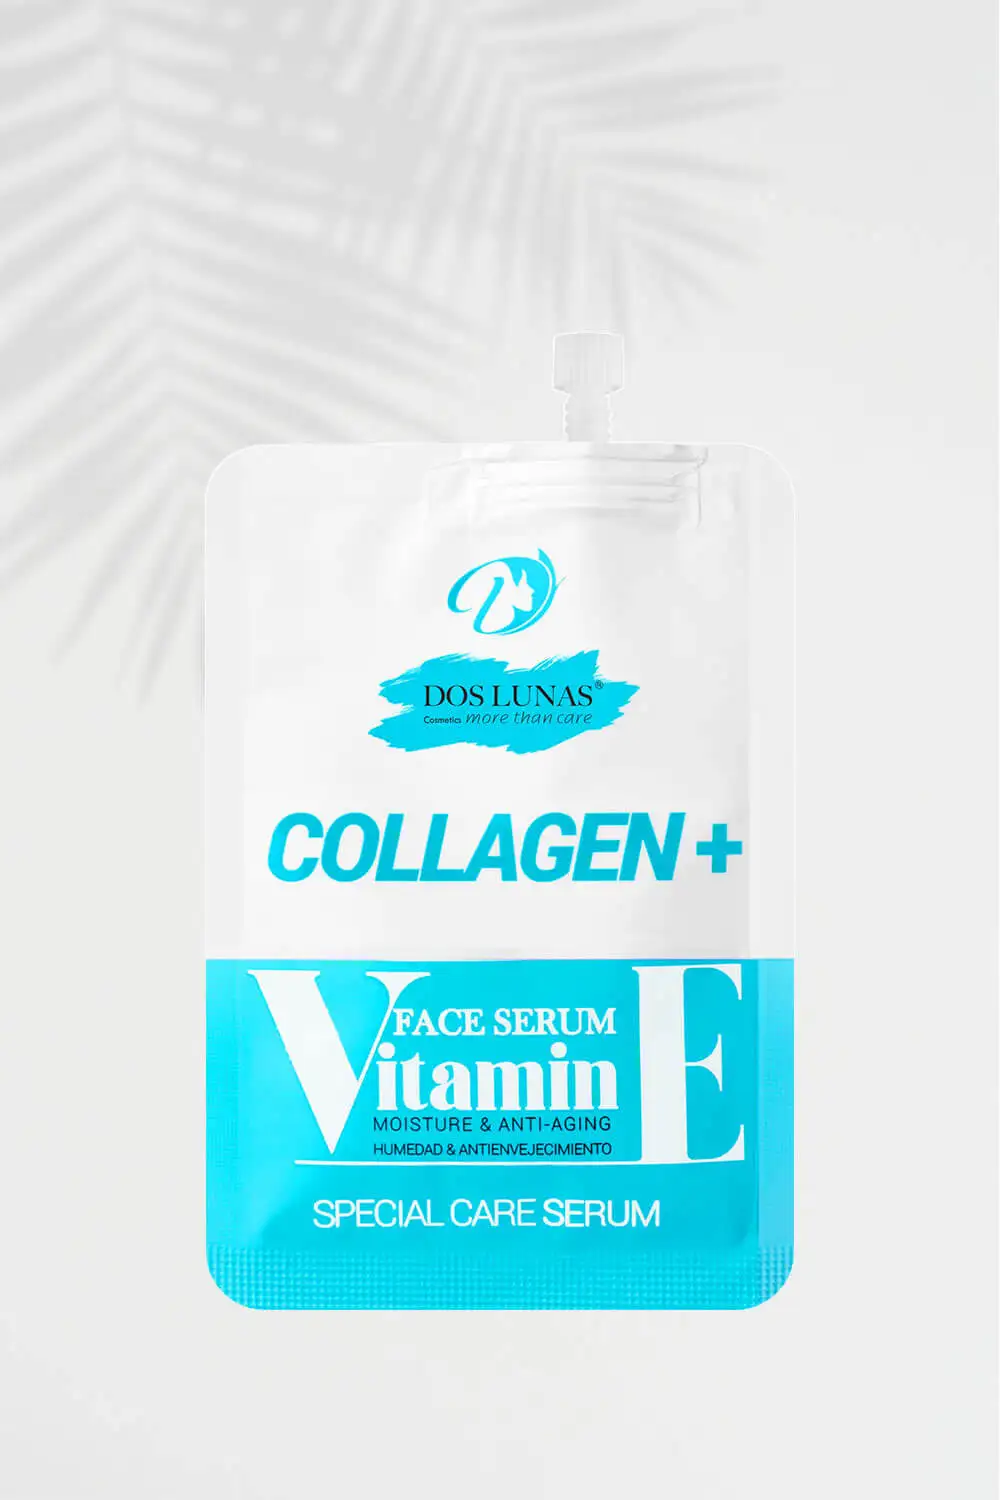 DOS LUNAS®
Cosmetics more than care
COLLAGEN +
FACE SERUM
Vitamin E
MOISTURE & ANTI-AGING
HUMEDAD & ANTIENVEJECIMIENTO
SPECIAL CARE SERUM